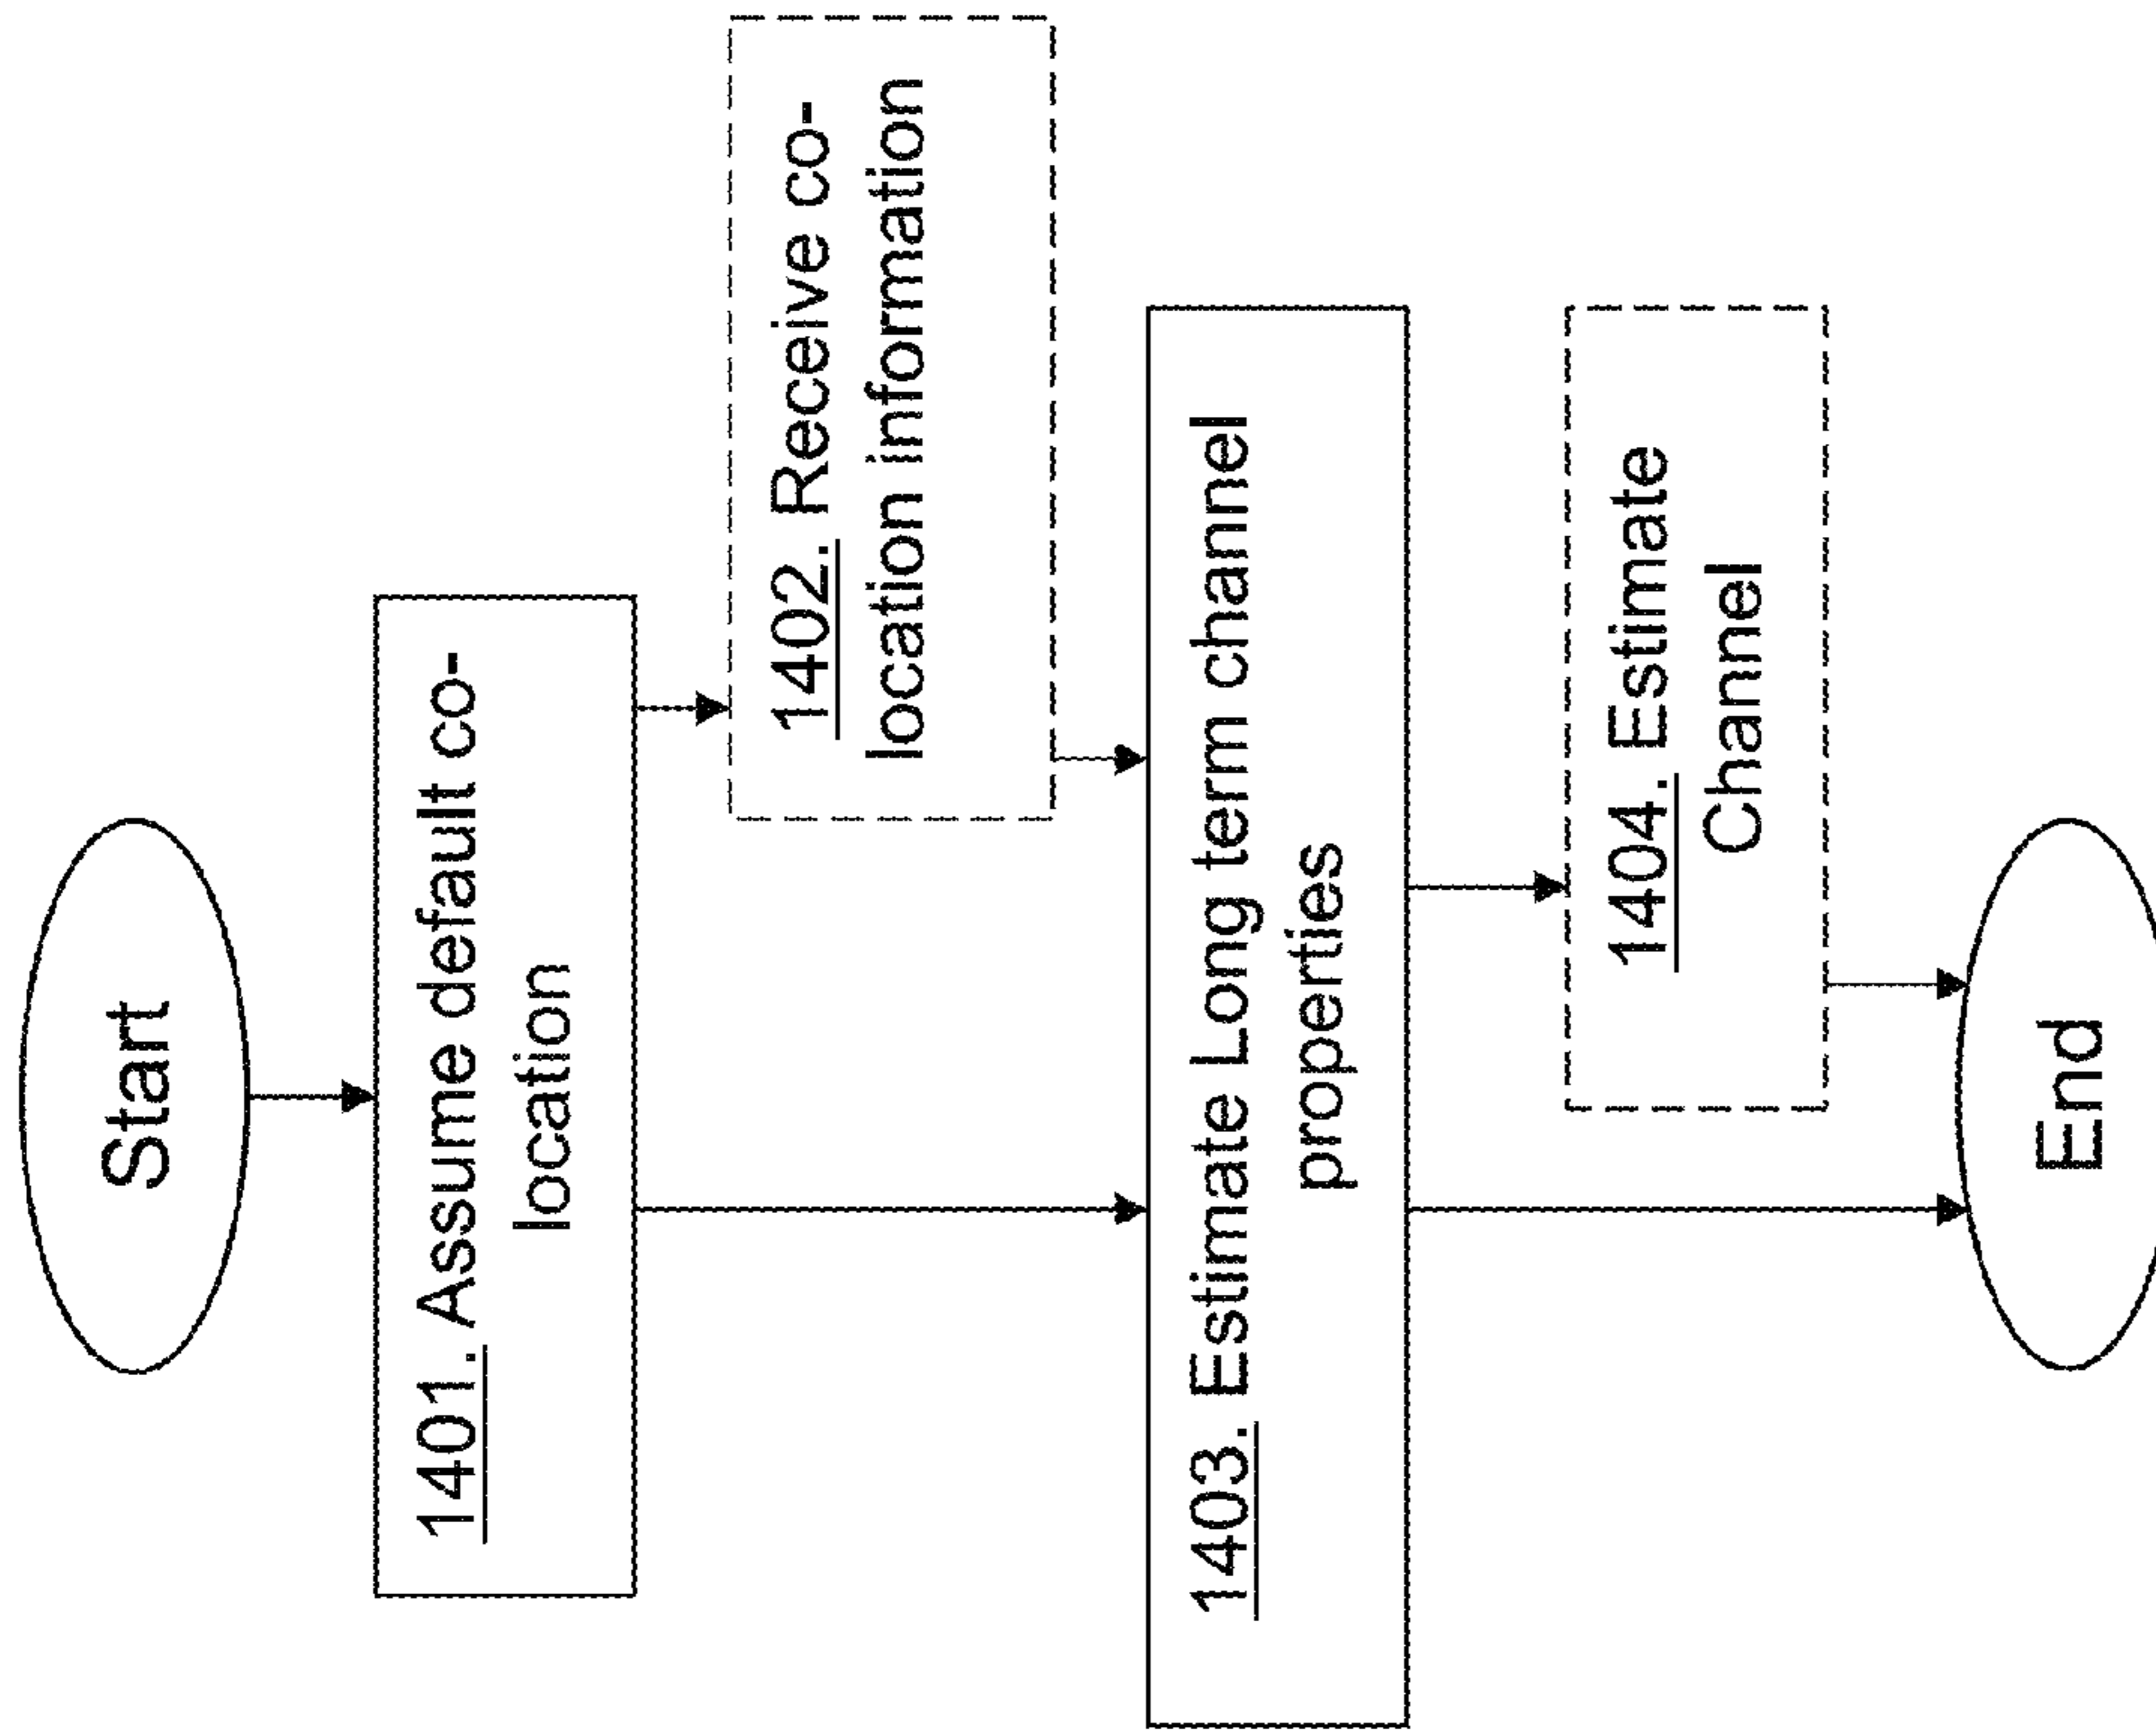 Start
1401. Assume default co-
location
1402. Receive co-
location information
1403. Estimate Long term channel
properties
1404. Estimate
Channel
End